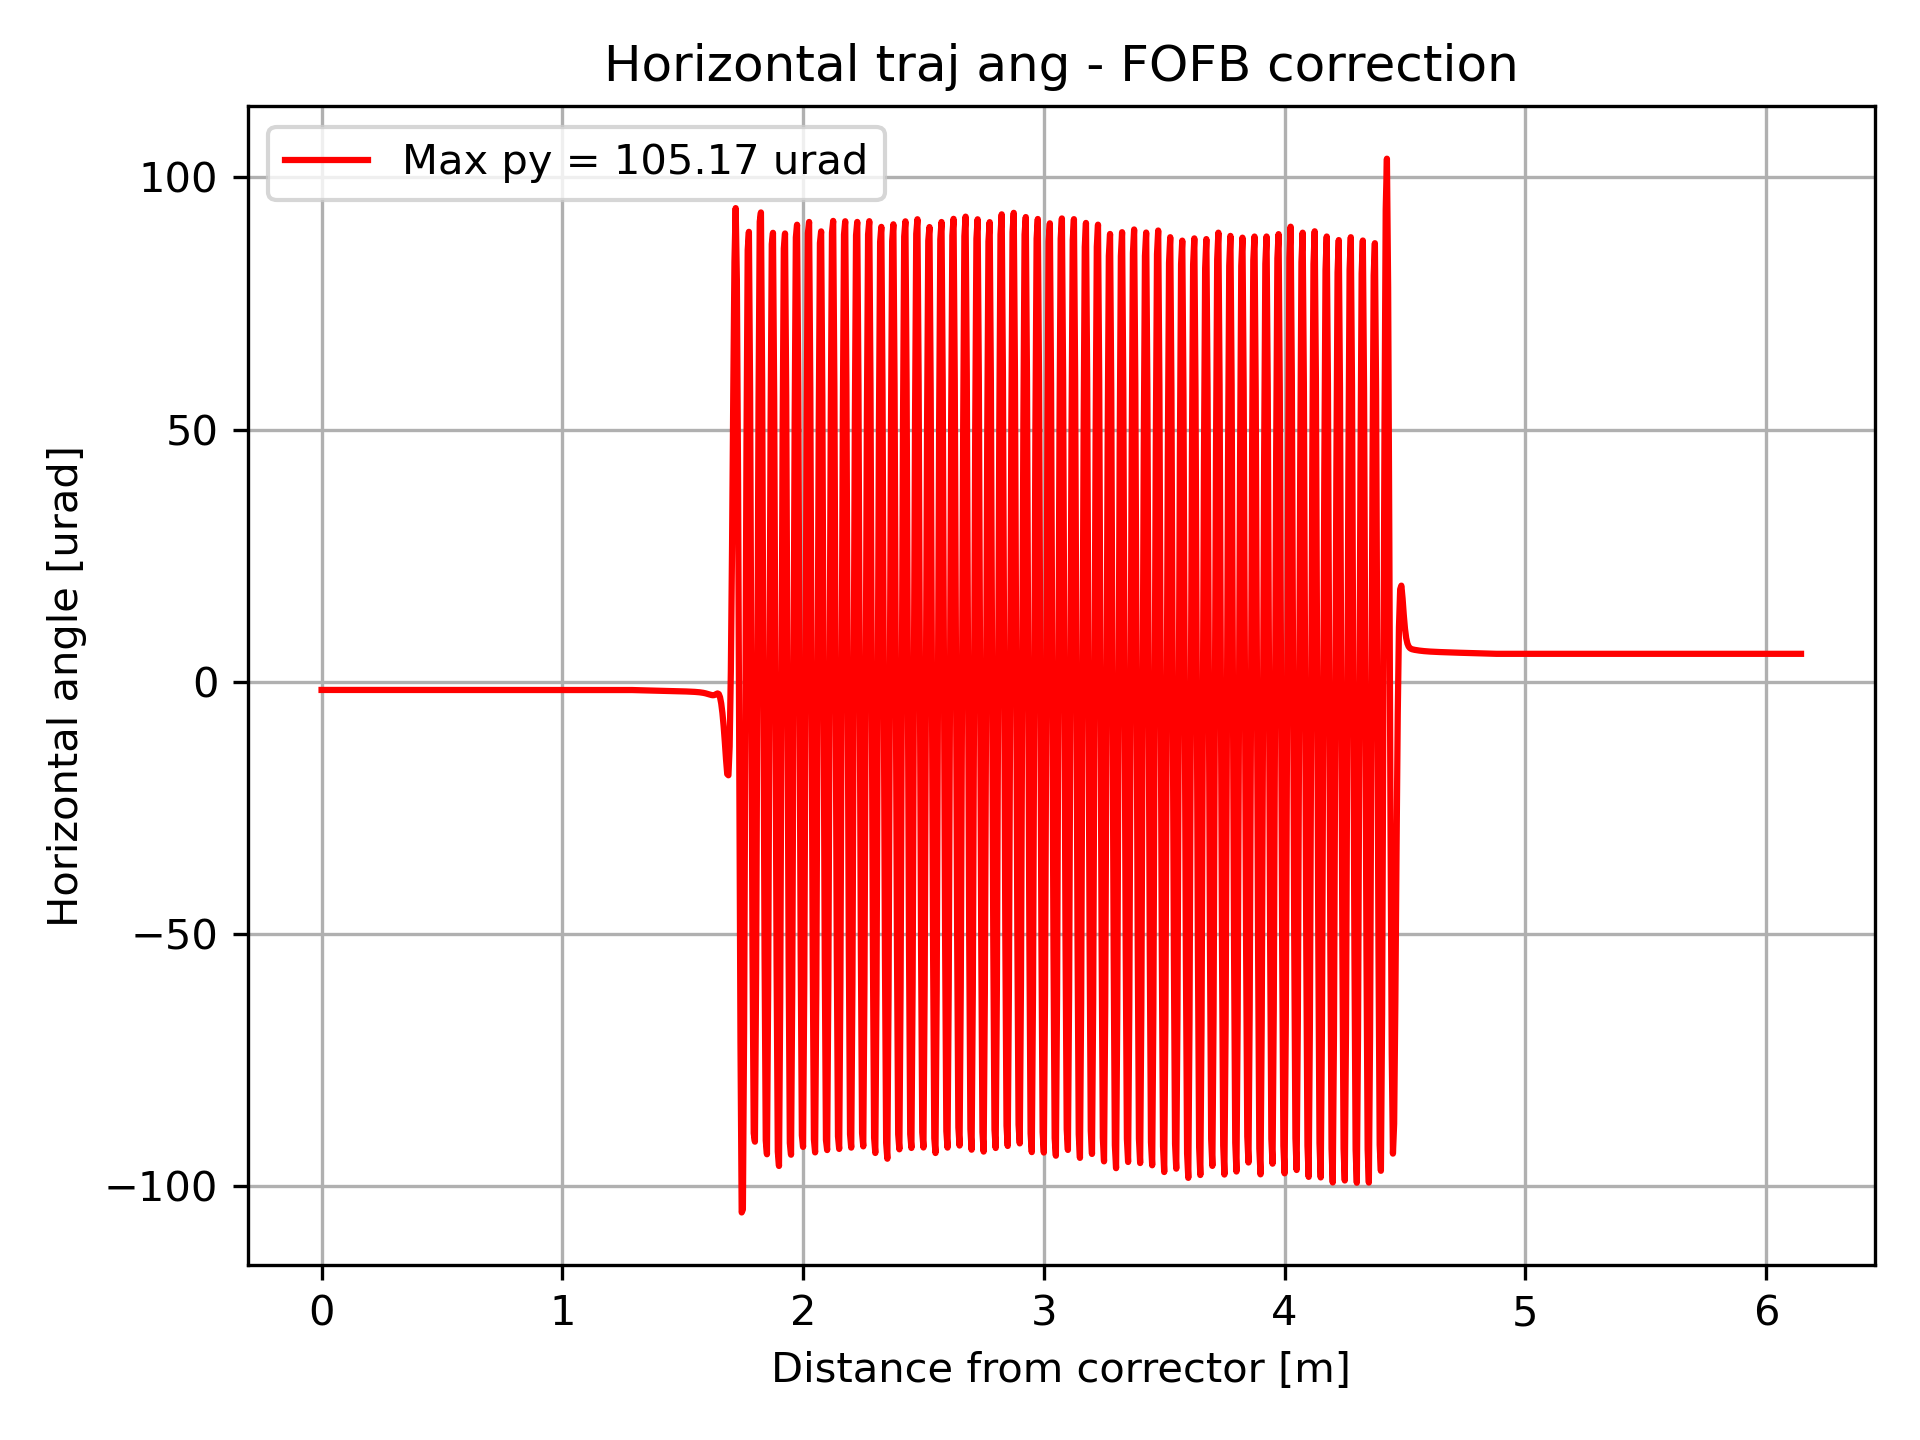 Horizontal traj ang - FOFB correction
Max py = 105.17 urad
Horizontal angle [urad]
100
50
0
−50
−100
0 1 2 3 4 5 6
Distance from corrector [m]